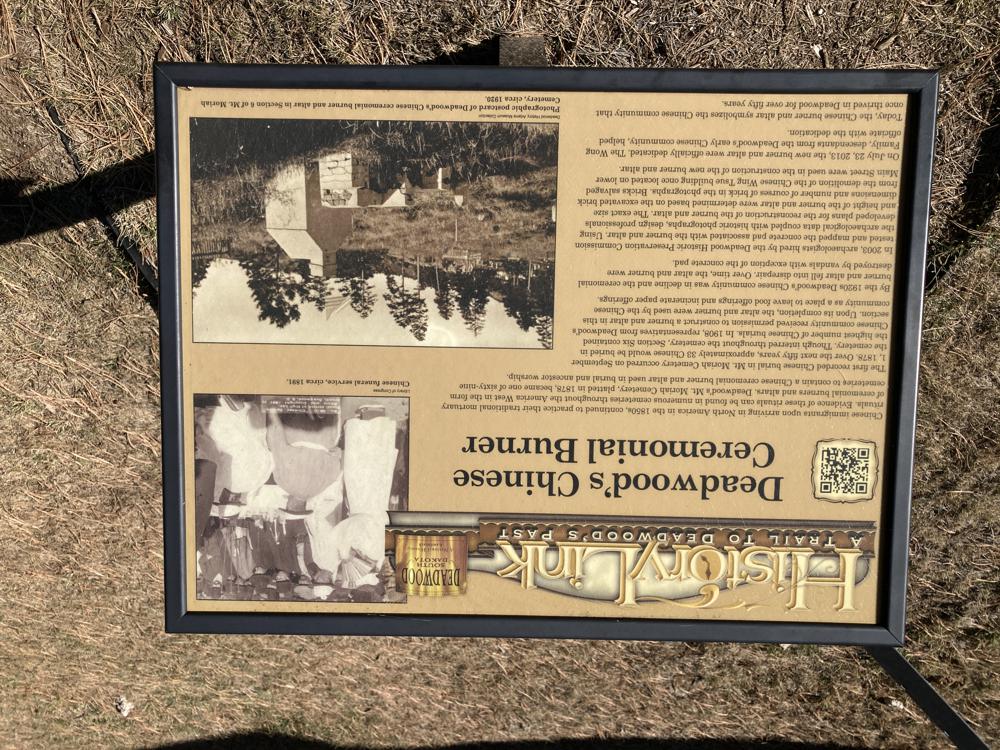 HistoryLink
A Trail To Deadwood's Past
DEADWOOD
SOUTH
DAKOTA
Deadwood's Chinese
Ceremonial Burner
Chinese immigrants upon arriving in North America in the 1850s, continued to practice their traditional mortuary
rituals. Evidence of these rituals can be found in numerous cemeteries throughout the America West in the form
of ceremonial burners and altars. Deadwood's Mt. Moriah Cemetery, platted in 1878, became one of sixty-nine
cemeteries to contain a Chinese ceremonial burner and altar used in burial and ancestor worship.
The first recorded Chinese burial in Mt. Moriah Cemetery occurred on September
1, 1878. Over the next fifty years, approximately 33 Chinese would be buried in
the cemetery. Though interred throughout the cemetery, Section Six contained
the highest number of Chinese burials. In 1908, representatives from Deadwood's
Chinese community received permission to construct a burner and altar in this
section. Upon its completion, the altar and burner were used by the Chinese
community as a place to leave food offerings and incinerate paper offerings.
By the 1920s Deadwood's Chinese community was in decline and the ceremonial
burner and altar fell into disrepair. Over time, the altar and burner were
destroyed by vandals with exception of the concrete pad.
In 2003, archaeologists hired by the Deadwood Historic Preservation Commission
tested and mapped the concrete pad associated with the burner and altar. Using
the archaeological data coupled with historic photographs, design professionals
developed plans for the reconstruction of the burner and altar. The exact size
and height of the burner and altar were determined based on the excavated brick
dimensions and number of courses of brick in the photographs. Bricks salvaged
from the demolition of the Chinese Wing Tsue building once located on lower
Main Street were used in the construction of the new burner and altar.
On July 23, 2013, the new burner and altar were officially dedicated. The Wong
Family, descendants from the Deadwood's early Chinese community, helped
officiate with the dedication.
Today, the Chinese burner and altar symbolizes the Chinese community that
once thrived in Deadwood for over fifty years.
Library of Congress
Chinese funeral service, circa 1891.
Deadwood History, Adams Museum Collection
Photographic postcard of Deadwood's Chinese ceremonial burner and altar in Section 6 of Mt. Moriah
Cemetery, circa 1920.